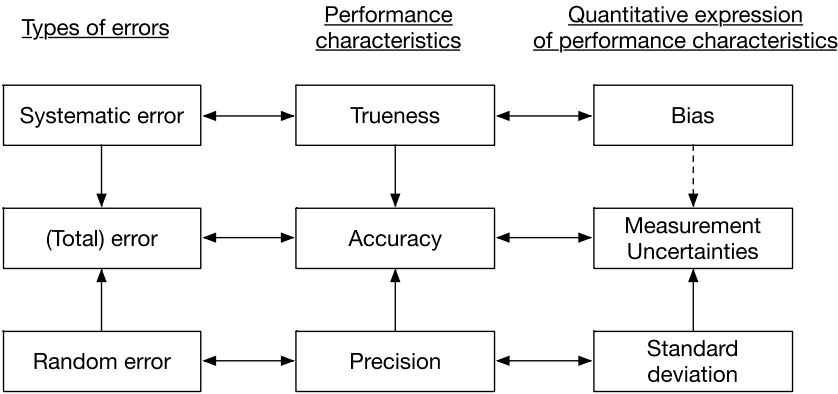 Types of errors
Performance
characteristics
Quantitative expression
of performance characteristics
Systematic error
Trueness
Bias
(Total) error
Accuracy
Measurement
Uncertainties
Random error
Precision
Standard
deviation